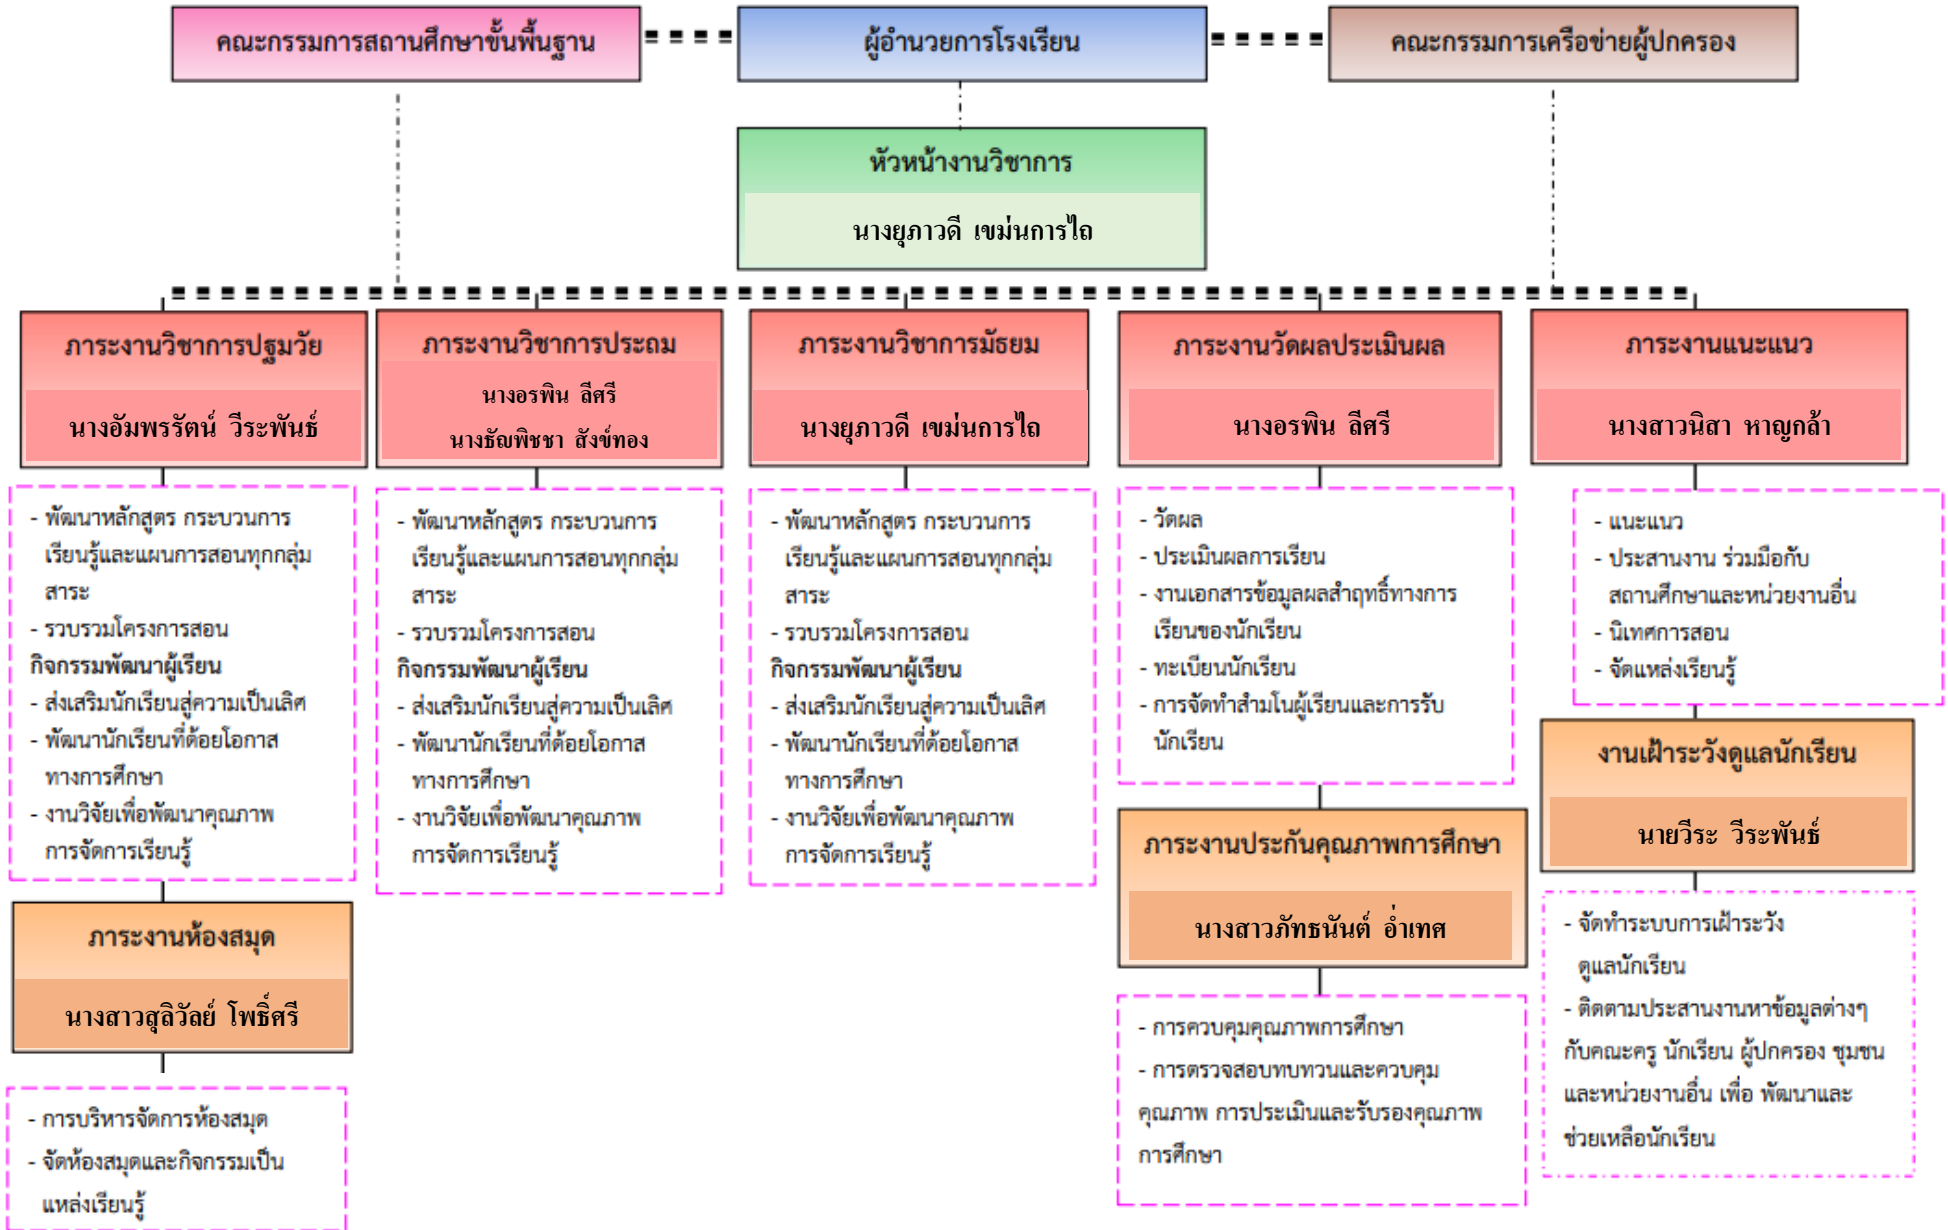 คณะกรรมการสถานศึกษาขั้นพื้นฐาน
ผู้อำนวยการโรงเรียน
คณะกรรมการเครือข่ายผู้ปกครอง
หัวหน้างานวิชาการ
นางยุภาวดี เขม่นการไถ
ภาระงานวิชาการปฐมวัย
นางอัมพรรัตน์ วีระพันธ์
- พัฒนาหลักสูตร กระบวนการ
เรียนรู้และแผนการสอนทุกกลุ่ม
สาระ
- รวบรวมโครงการสอน
กิจกรรมพัฒนาผู้เรียน
- ส่งเสริมนักเรียนสู่ความเป็นเลิศ
- พัฒนานักเรียนที่ด้อยโอกาส
ทางการศึกษา
- งานวิจัยเพื่อพัฒนาคุณภาพ
การจัดการเรียนรู้
ภาระงานห้องสมุด
นางสาวสุลิวัลย์ โพธิ์ศรี
- การบริหารจัดการห้องสมุด
- จัดห้องสมุดและกิจกรรมเป็น
แหล่งเรียนรู้
ภาระงานวิชาการประถม
นางอรพิน ลีศรี
นางธัญพิชชา สังข์ทอง
- พัฒนาหลักสูตร กระบวนการ
เรียนรู้และแผนการสอนทุกกลุ่ม
สาระ
- รวบรวมโครงการสอน
กิจกรรมพัฒนาผู้เรียน
- ส่งเสริมนักเรียนสู่ความเป็นเลิศ
- พัฒนานักเรียนที่ด้อยโอกาส
ทางการศึกษา
- งานวิจัยเพื่อพัฒนาคุณภาพ
การจัดการเรียนรู้
ภาระงานวิชาการมัธยม
นางยุภาวดี เขม่นการไถ
- พัฒนาหลักสูตร กระบวนการ
เรียนรู้และแผนการสอนทุกกลุ่ม
สาระ
- รวบรวมโครงการสอน
กิจกรรมพัฒนาผู้เรียน
- ส่งเสริมนักเรียนสู่ความเป็นเลิศ
- พัฒนานักเรียนที่ด้อยโอกาส
ทางการศึกษา
- งานวิจัยเพื่อพัฒนาคุณภาพ
การจัดการเรียนรู้
ภาระงานวัดผลประเมินผล
นางอรพิน ลีศรี
- วัดผล
- ประเมินผลการเรียน
- งานเอกสารข้อมูลผลสำฤทธิ์ทางการ
เรียนของนักเรียน
- ทะเบียนนักเรียน
- การจัดทำสำมโนผู้เรียนและการรับ
นักเรียน
ภาระงานประกันคุณภาพการศึกษา
นางสาวภัทธนันต์ อ่ำเทศ
- การควบคุมคุณภาพการศึกษา
- การตรวจสอบทบทวนและควบคุม
คุณภาพ การประเมินและรับรองคุณภาพ
การศึกษา
ภาระงานแนะแนว
นางสาวนิสา หาญกล้า
- แนะแนว
- ประสานงาน ร่วมมือกับ
สถานศึกษาและหน่วยงานอื่น
- นิเทศการสอน
- จัดแหล่งเรียนรู้
งานเฝ้าระวังดูแลนักเรียน
นายวีระ วีระพันธ์
- จัดทำระบบการเฝ้าระวัง
ดูแลนักเรียน
- ติดตามประสานงานหาข้อมูลต่างๆ
กับคณะครู นักเรียน ผู้ปกครอง ชุมชน
และหน่วยงานอื่น เพื่อ พัฒนาและ
ช่วยเหลือนักเรียน